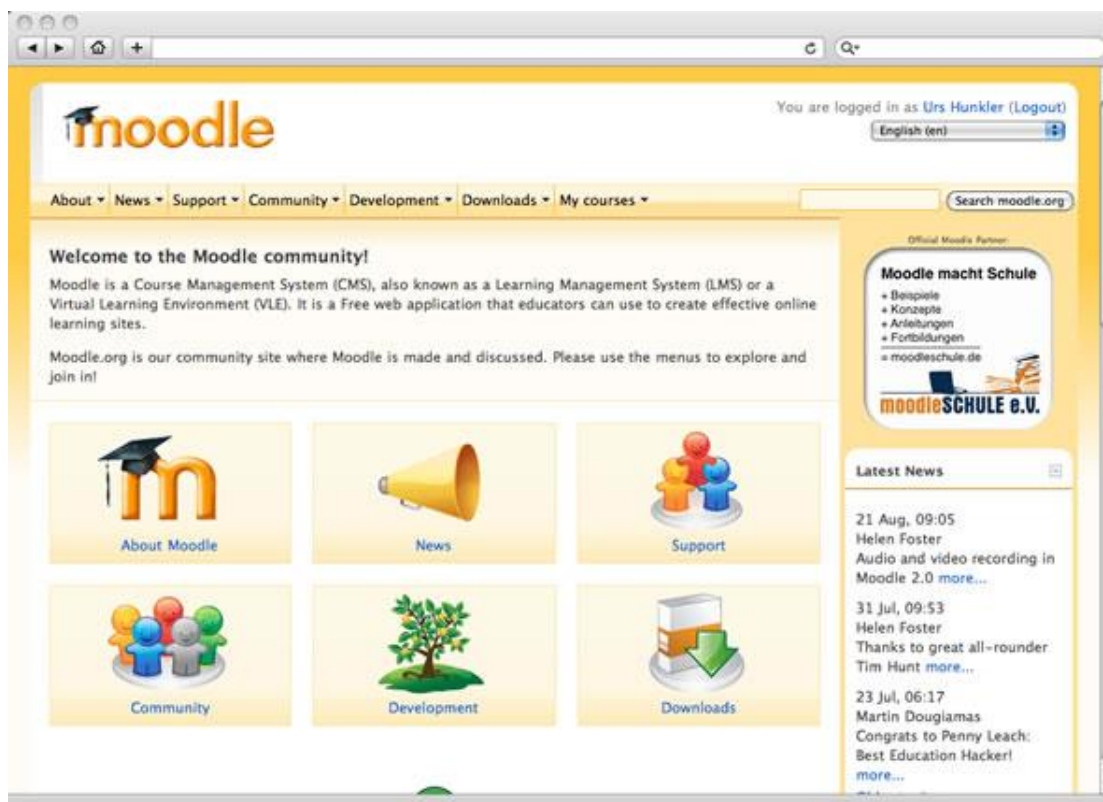 moodle
You are logged in as Urs Hunkler (Logout)
English (en)
About News Support Community Development Downloads My courses
Search moodle.org
Welcome to the Moodle community!
Moodle is a Course Management System (CMS), also known as a Learning Management System (LMS) or a
Virtual Learning Environment (VLE). It is a Free web application that educators can use to create effective online
learning sites.
Moodle.org is our community site where Moodle is made and discussed. Please use the menus to explore and
join in!
m
About Moodle
News
Support
Community
Development
Downloads
Official Moodle Partner:
Moodle macht Schule
+ Beispiele
+ Konzepte
+ Anleitungen
+ Fortbildungen
= moodleschule.de
moodleSCHULE e.V.
Latest News
21 Aug, 09:05
Helen Foster
Audio and video recording in
Moodle 2.0 more...
31 Jul, 09:53
Helen Foster
Thanks to great all-rounder
Tim Hunt more...
23 Jul, 06:17
Martin Dougiamas
Congrats to Penny Leach:
Best Education Hacker!
more...